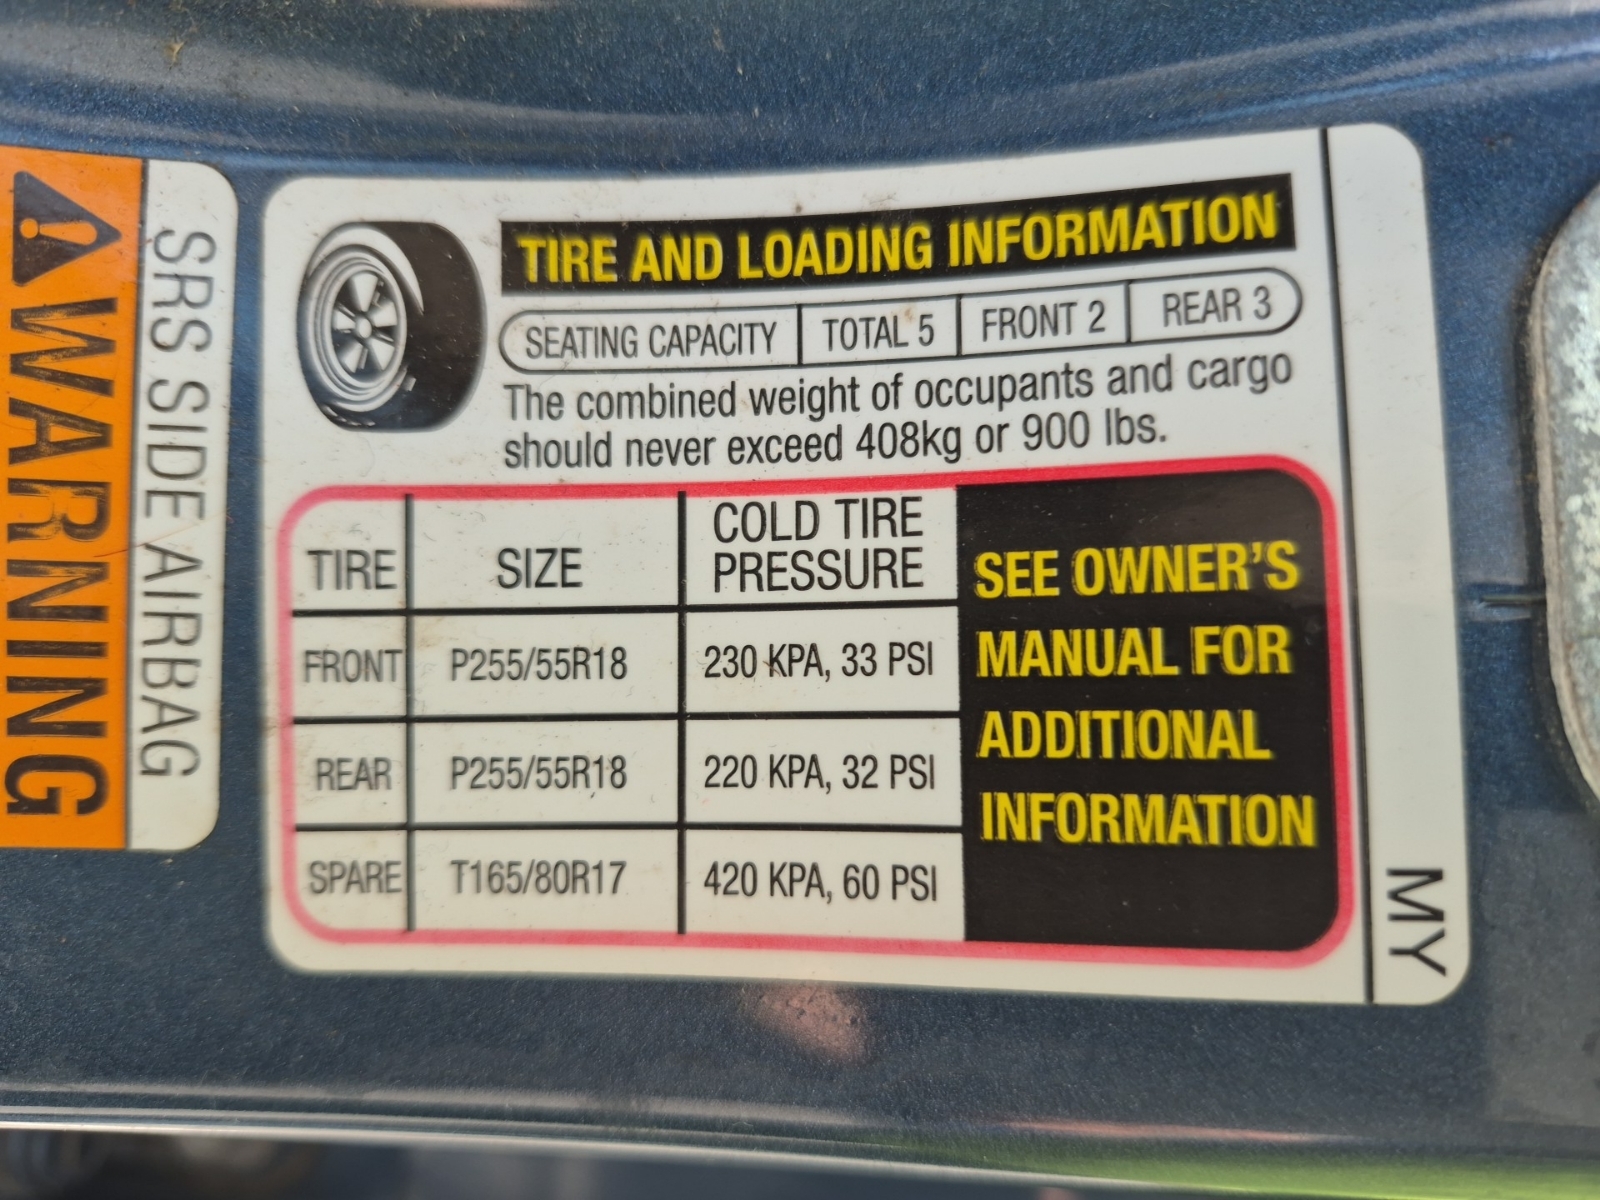 WARNING
SRS SIDE AIRBAG
TIRE AND LOADING INFORMATION
SEATING CAPACITY TOTAL 5 FRONT 2 REAR 3
The combined weight of occupants and cargo
should never exceed 408kg or 900 lbs.
TIRE SIZE COLD TIRE PRESSURE
FRONT P255/55R18 230 KPA, 33 PSI
REAR P255/55R18 220 KPA, 32 PSI
SPARE T165/80R17 420 KPA, 60 PSI
SEE OWNER'S
MANUAL FOR
ADDITIONAL
INFORMATION
MY